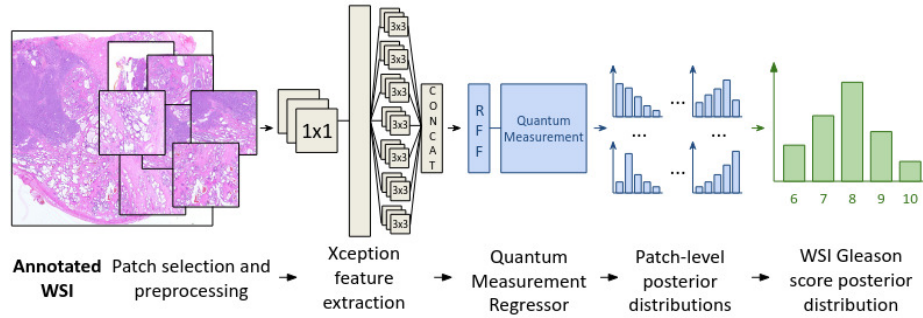 1x1
3x3
3x3
3x3
3x3
3x3
3x3
3x3
CONCAT
RFF
Quantum
Measurement
...
...
...
...
6 7 8 9 10
Annotated
WSI
Patch selection and
preprocessing
Xception
feature
extraction
Quantum
Measurement
Regressor
Patch-level
posterior
distributions
WSI Gleason
score posterior
distribution